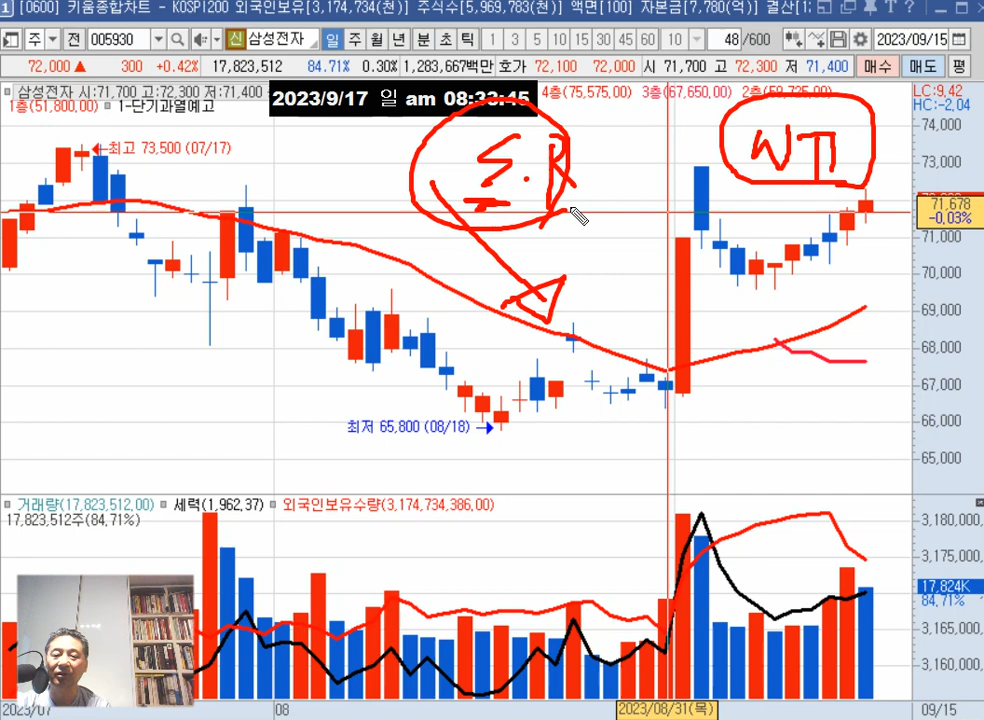 [0600] 키움종합차트 - KOSPI200 외국인보유[3,174,734(천)] 주식수[5,969,783(천)] 액면[100] 자본금[7,780(억)] 결산[1
주 전 005930 신 삼성전자 일 주 월 년 분 초 틱 1 3 5 10 15 30 45 60 10 48 /600 2023/09/15
72,000 ▲ 300 +0.42% 17,823,512 84.71% 0.30% 1,283,667백만 호가 72,100 72,000 시 71,700 고 72,300 저 71,400 매수 매도 평
삼성전자 시:71,700 고:72,300 저:71,400
4층(75,575.00) 3층(67,650.00) 2층(59,725.00)
LC:9,42
1층(51,800.00) 1-단기과열예고
2023/9/17 일 am 08:33:45
HC:-2,04
74,000
최고 73,500 (07/17)
S.R
WTI
73,000
71,678
-0,03%
71,000
70,000
69,000
68,000
67,000
최저 65,800 (08/18)
66,000
65,000
거래량(17,823,512,00) 세력(1,962,37) 외국인보유수량(3,174,734,386,00)
17,823,512주(84,71%)
3,180,000,
3,175,000,
17,824K
84,71%
3,165,000,
3,160,000,
2023/07 08 2023/08/31(목) 09/15